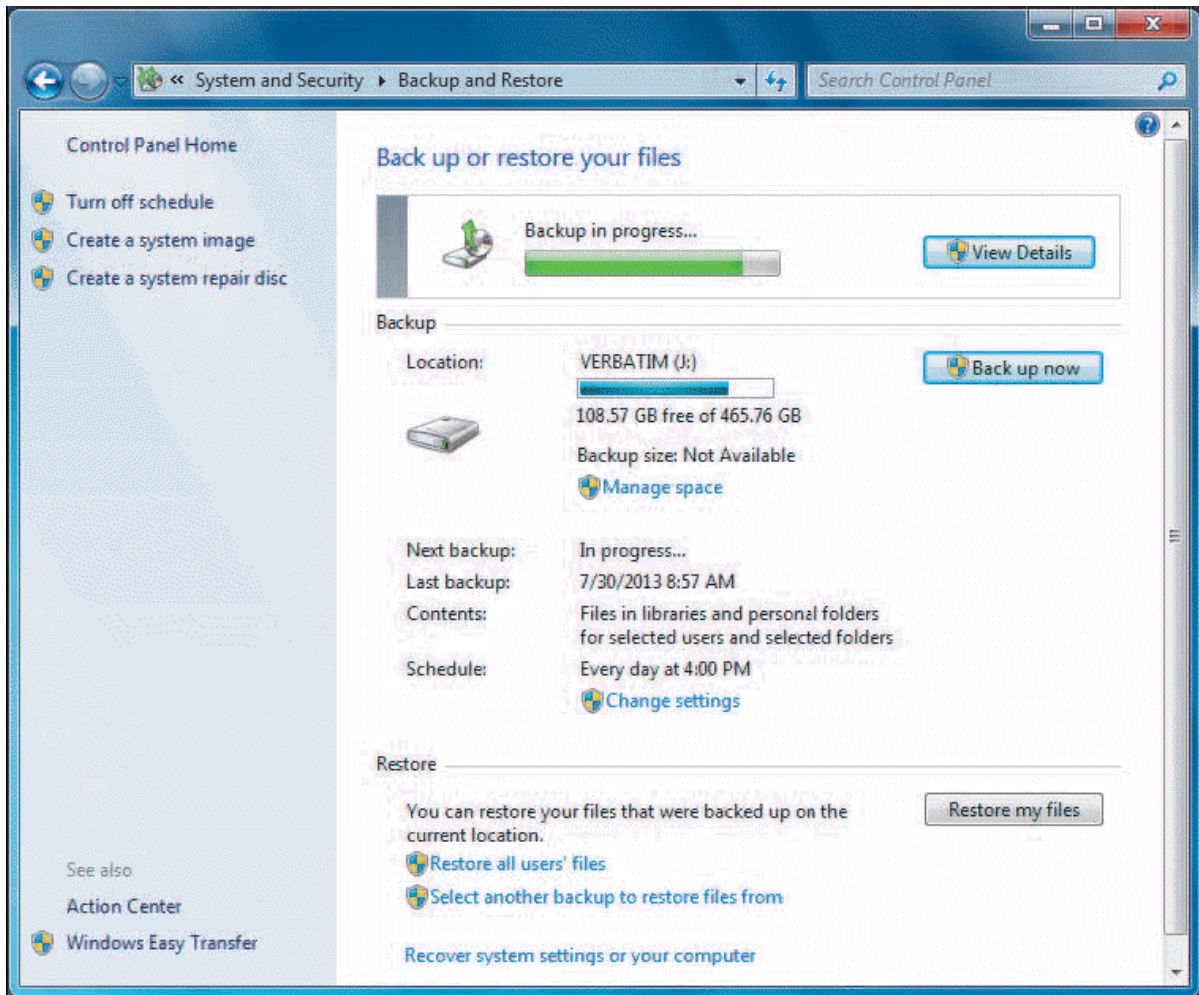 « System and Security ▸ Backup and Restore
Search Control Panel
Control Panel Home
Turn off schedule
Create a system image
Create a system repair disc
See also
Action Center
Windows Easy Transfer
Back up or restore your files
Backup in progress...
View Details
Backup
Location:
VERBATIM (J:)
Back up now
108.57 GB free of 465.76 GB
Backup size: Not Available
Manage space
Next backup:
In progress...
Last backup:
7/30/2013 8:57 AM
Contents:
Files in libraries and personal folders
for selected users and selected folders
Schedule:
Every day at 4:00 PM
Change settings
Restore
You can restore your files that were backed up on the
current location.
Restore my files
Restore all users' files
Select another backup to restore files from
Recover system settings or your computer